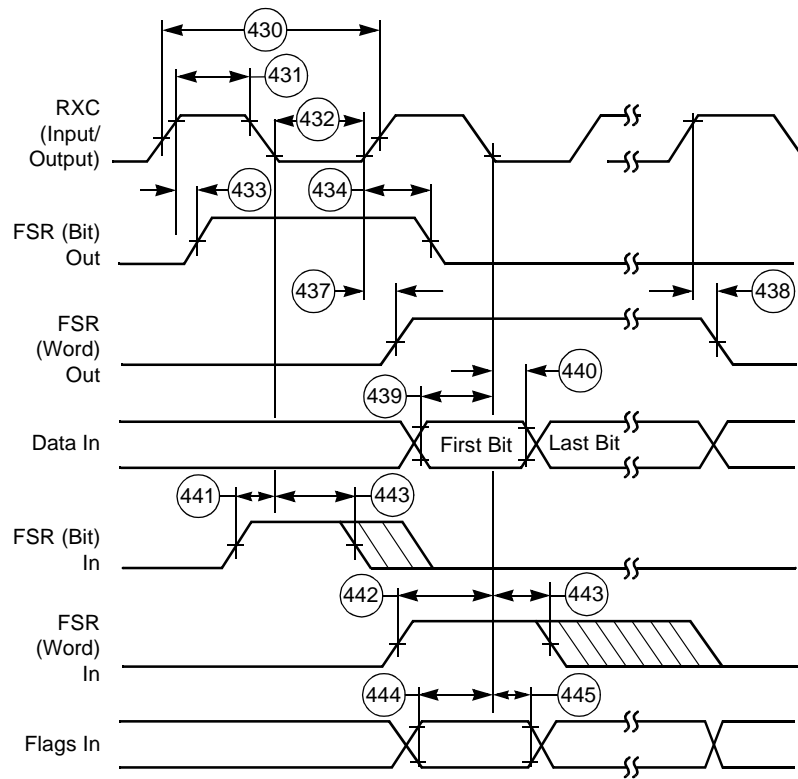 430
431
RXC
(Input/
Output)
432
433
434
FSR (Bit)
Out
437
438
FSR
(Word)
Out
439
440
Data In
First Bit
Last Bit
441
443
FSR (Bit)
In
442
443
FSR
(Word)
In
444
445
Flags In